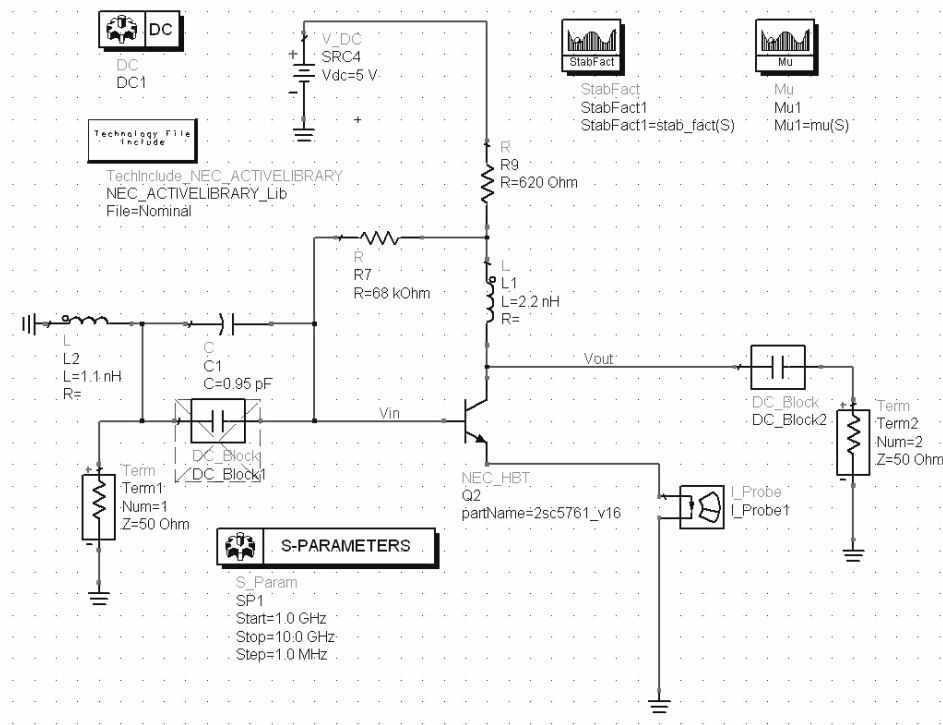 DC
DC
DC1
Technology File
Include
TechInclude_NEC_ACTIVELIBRARY
NEC_ACTIVELIBRARY_Lib
File=Nominal
V_DC
SRC4
Vdc=5 V
+
-
StabFact
StabFact
StabFact1
StabFact1=stab_fact(S)
Mu
Mu
Mu1
Mu1=mu(S)
R
R9
R=620 Ohm
R
R7
R=68 kOhm
L
L1
L=2.2 nH
R=
L
L2
L=1.1 nH
R=
C
C1
C=0.95 pF
Vout
DC_Block
DC_Block2
Vin
DC_Block
DC_Block1
+
-
Term
Term1
Num=1
Z=50 Ohm
NEC_HBT
Q2
partName=2sc5761_v16
+
-
Term
Term2
Num=2
Z=50 Ohm
I_Probe
I_Probe1
S-PARAMETERS
S_Param
SP1
Start=1.0 GHz
Stop=10.0 GHz
Step=1.0 MHz